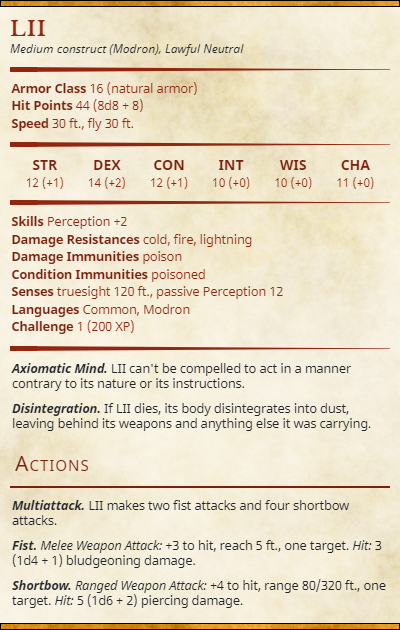 LII
Medium construct (Modron), Lawful Neutral
Armor Class 16 (natural armor)
Hit Points 44 (8d8 + 8)
Speed 30 ft., fly 30 ft.
STR DEX CON INT WIS CHA
12 (+1) 14 (+2) 12 (+1) 10 (+0) 10 (+0) 11 (+0)
Skills Perception +2
Damage Resistances cold, fire, lightning
Damage Immunities poison
Condition Immunities poisoned
Senses truesight 120 ft., passive Perception 12
Languages Common, Modron
Challenge 1 (200 XP)
Axiomatic Mind. LII can't be compelled to act in a manner
contrary to its nature or its instructions.
Disintegration. If LII dies, its body disintegrates into dust,
leaving behind its weapons and anything else it was carrying.
Actions
Multiattack. LII makes two fist attacks and four shortbow
attacks.
Fist. Melee Weapon Attack: +3 to hit, reach 5 ft., one target. Hit: 3
(1d4 + 1) bludgeoning damage.
Shortbow. Ranged Weapon Attack: +4 to hit, range 80/320 ft., one
target. Hit: 5 (1d6 + 2) piercing damage.